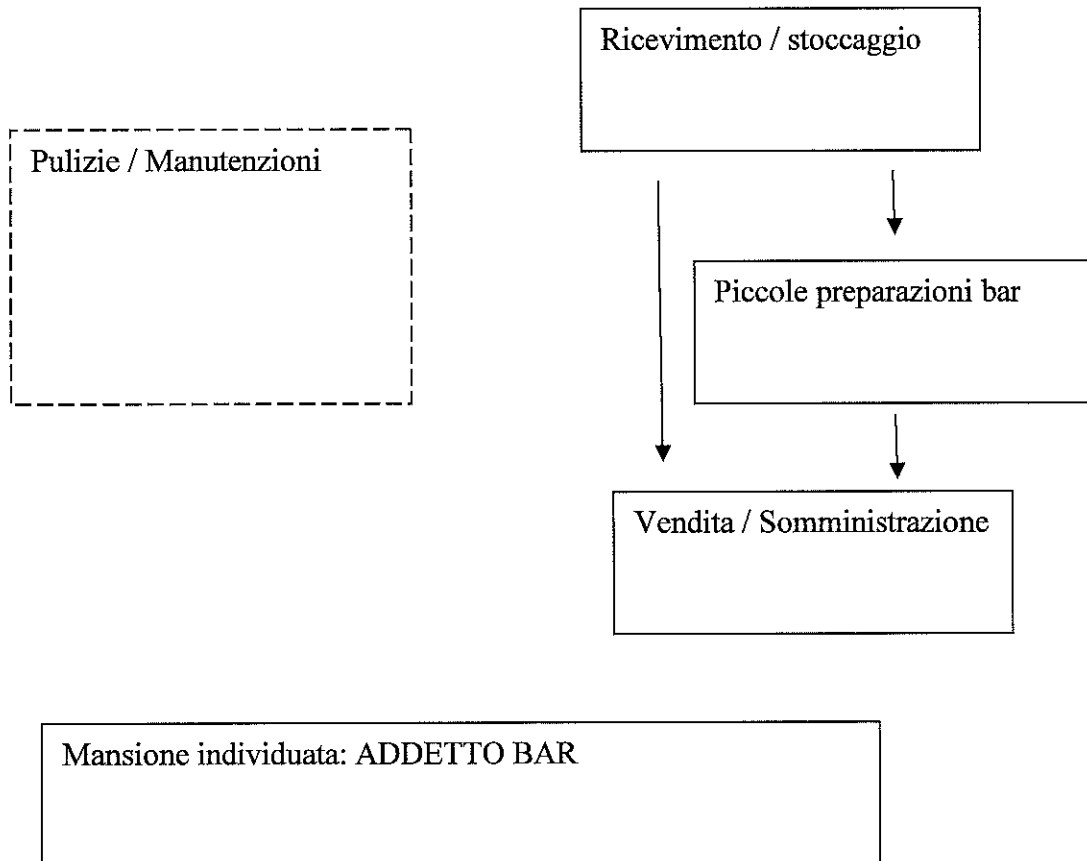 Ricevimento / stoccaggio
Pulizie / Manutenzioni
Piccole preparazioni bar
Vendita / Somministrazione
Mansione individuata: ADDETTO BAR